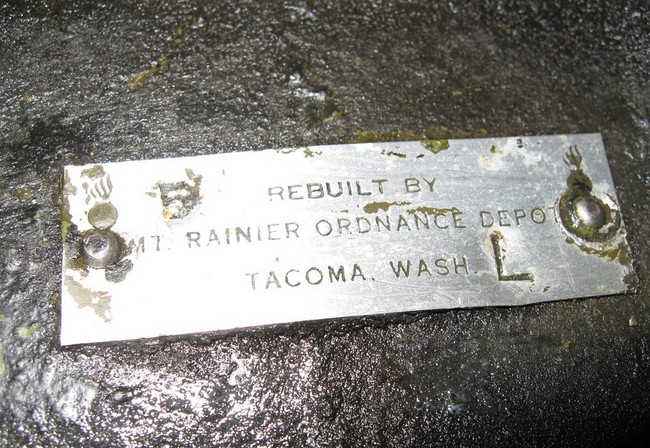 REBUILT BY
MT. RAINIER ORDNANCE DEPOT
TACOMA. WASH. L